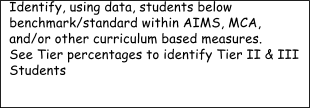 Identify, using data, students below
benchmark/standard within AIMS, MCA,
and/or other curriculum based measures.
See Tier percentages to identify Tier II & III
Students